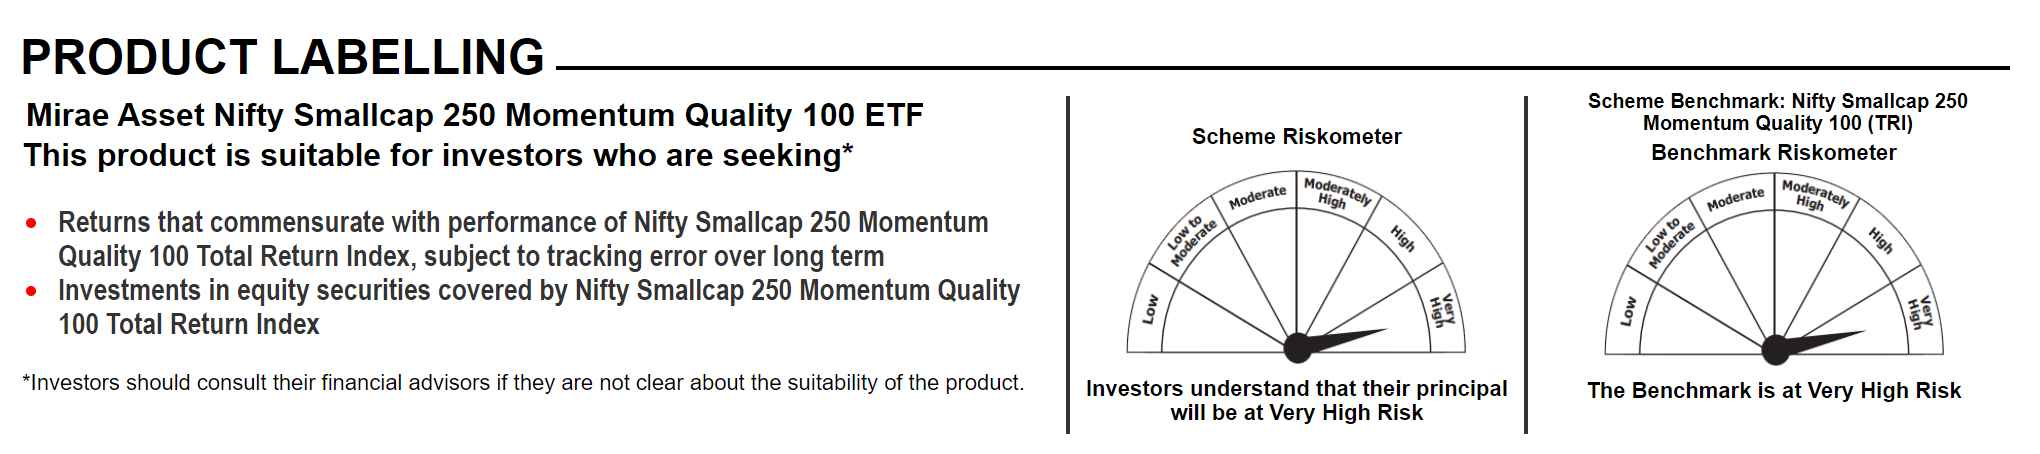 PRODUCT LABELLING
Mirae Asset Nifty Smallcap 250 Momentum Quality 100 ETF
This product is suitable for investors who are seeking*
• Returns that commensurate with performance of Nifty Smallcap 250 Momentum
Quality 100 Total Return Index, subject to tracking error over long term
• Investments in equity securities covered by Nifty Smallcap 250 Momentum Quality
100 Total Return Index
*Investors should consult their financial advisors if they are not clear about the suitability of the product.
Scheme Riskometer
Low
Low to
Moderate
Moderate
Moderately
High
High
Very
High
Investors understand that their principal
will be at Very High Risk
Scheme Benchmark: Nifty Smallcap 250
Momentum Quality 100 (TRI)
Benchmark Riskometer
Low
Low to
Moderate
Moderate
Moderately
High
High
Very
High
The Benchmark is at Very High Risk